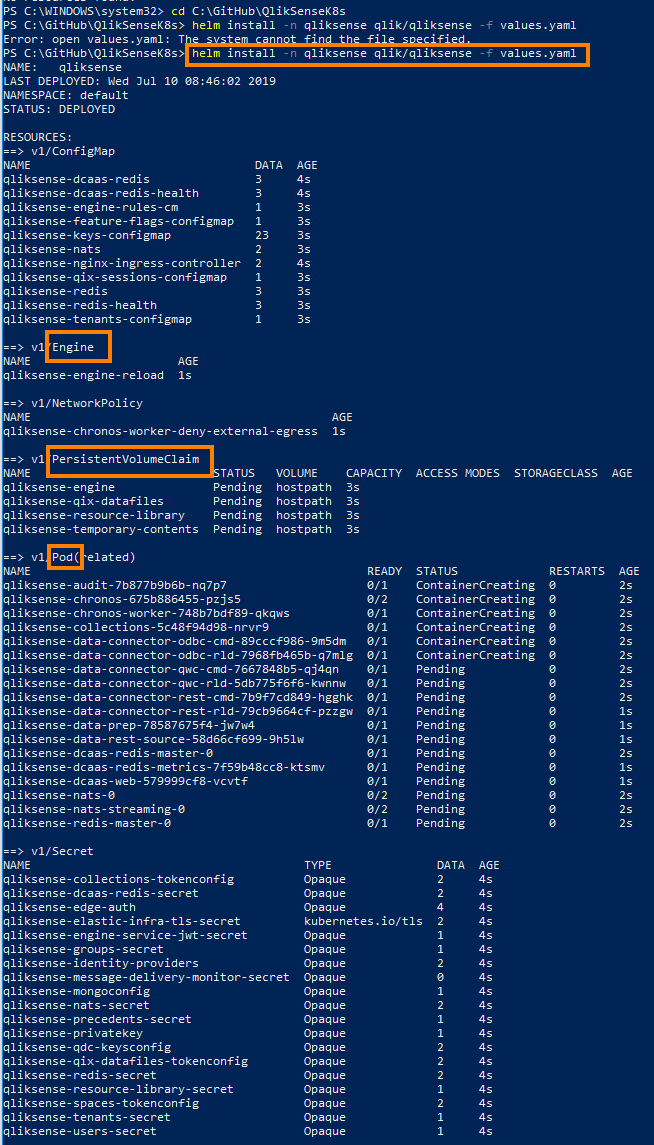 PS C:\WINDOWS\system32> cd C:\GitHub\QlikSenseK8s
PS C:\GitHub\QlikSenseK8s> helm install -n qliksense qlik/qliksense -f values.yaml
Error: open values.yaml: The system cannot find the file specified.
PS C:\GitHub\QlikSenseK8s> helm install -n qliksense qlik/qliksense -f values.yaml
NAME:   qliksense
LAST DEPLOYED: Wed Jul 10 08:46:02 2019
NAMESPACE: default
STATUS: DEPLOYED
RESOURCES:
==> v1/ConfigMap
NAME DATA AGE
qliksense-dcaas-redis 3 4s
qliksense-dcaas-redis-health 3 4s
qliksense-engine-rules-cm 1 3s
qliksense-feature-flags-configmap 1 3s
qliksense-keys-configmap 23 3s
qliksense-nats 2 3s
qliksense-nginx-ingress-controller 2 4s
qliksense-qix-sessions-configmap 1 3s
qliksense-redis 3 3s
qliksense-redis-health 3 3s
qliksense-tenants-configmap 1 3s
==> v1/Engine
NAME AGE
qliksense-engine-reload 1s
==> v1/NetworkPolicy
NAME AGE
qliksense-chronos-worker-deny-external-egress 1s
==> v1/PersistentVolumeClaim
NAME STATUS VOLUME CAPACITY ACCESS MODES STORAGECLASS AGE
qliksense-engine Pending hostpath 3s
qliksense-qix-datafiles Pending hostpath 3s
qliksense-resource-library Pending hostpath 3s
qliksense-temporary-contents Pending hostpath 3s
==> v1/Pod(related)
NAME READY STATUS RESTARTS AGE
qliksense-audit-7b877b9b6b-nq7p7 0/1 ContainerCreating 0 2s
qliksense-chronos-675b886455-pzjs5 0/2 ContainerCreating 0 2s
qliksense-chronos-worker-748b7bdf89-qkqws 0/1 ContainerCreating 0 2s
qliksense-collections-5c48f94d98-nrvr9 0/1 ContainerCreating 0 2s
qliksense-data-connector-odbc-cmd-89cccf986-9m5dm 0/1 ContainerCreating 0 2s
qliksense-data-connector-odbc-rld-7968fb465b-q7mlg 0/1 ContainerCreating 0 2s
qliksense-data-connector-qwc-cmd-7667848b5-qj4qn 0/1 Pending 0 2s
qliksense-data-connector-qwc-rld-5db775f6f6-kwnnw 0/1 Pending 0 2s
qliksense-data-connector-rest-cmd-7b9f7cd849-hgghk 0/1 Pending 0 2s
qliksense-data-connector-rest-rld-79cb9664cf-pzzgw 0/1 Pending 0 1s
qliksense-data-prep-78587675f4-jw7w4 0/1 Pending 0 1s
qliksense-data-rest-source-58d66cf699-9h5lw 0/1 Pending 0 1s
qliksense-dcaas-redis-master-0 0/1 Pending 0 2s
qliksense-dcaas-redis-metrics-7f59b48cc8-ktsmv 0/1 Pending 0 1s
qliksense-dcaas-web-579999cf8-vcvtf 0/1 Pending 0 1s
qliksense-nats-0 0/2 Pending 0 2s
qliksense-nats-streaming-0 0/2 Pending 0 2s
qliksense-redis-master-0 0/1 Pending 0 2s
==> v1/Secret
NAME TYPE DATA AGE
qliksense-collections-tokenconfig Opaque 2 4s
qliksense-dcaas-redis-secret Opaque 2 4s
qliksense-edge-auth Opaque 4 4s
qliksense-elastic-infra-tls-secret kubernetes.io/tls 2 4s
qliksense-engine-service-jwt-secret Opaque 1 4s
qliksense-groups-secret Opaque 1 4s
qliksense-identity-providers Opaque 2 4s
qliksense-message-delivery-monitor-secret Opaque 0 4s
qliksense-mongoconfig Opaque 1 4s
qliksense-nats-secret Opaque 2 4s
qliksense-precedents-secret Opaque 1 4s
qliksense-privatekey Opaque 1 4s
qliksense-qdc-keysconfig Opaque 2 4s
qliksense-qix-datafiles-tokenconfig Opaque 2 4s
qliksense-redis-secret Opaque 2 4s
qliksense-resource-library-secret Opaque 1 4s
qliksense-spaces-tokenconfig Opaque 2 4s
qliksense-tenants-secret Opaque 1 4s
qliksense-users-secret Opaque 1 4s